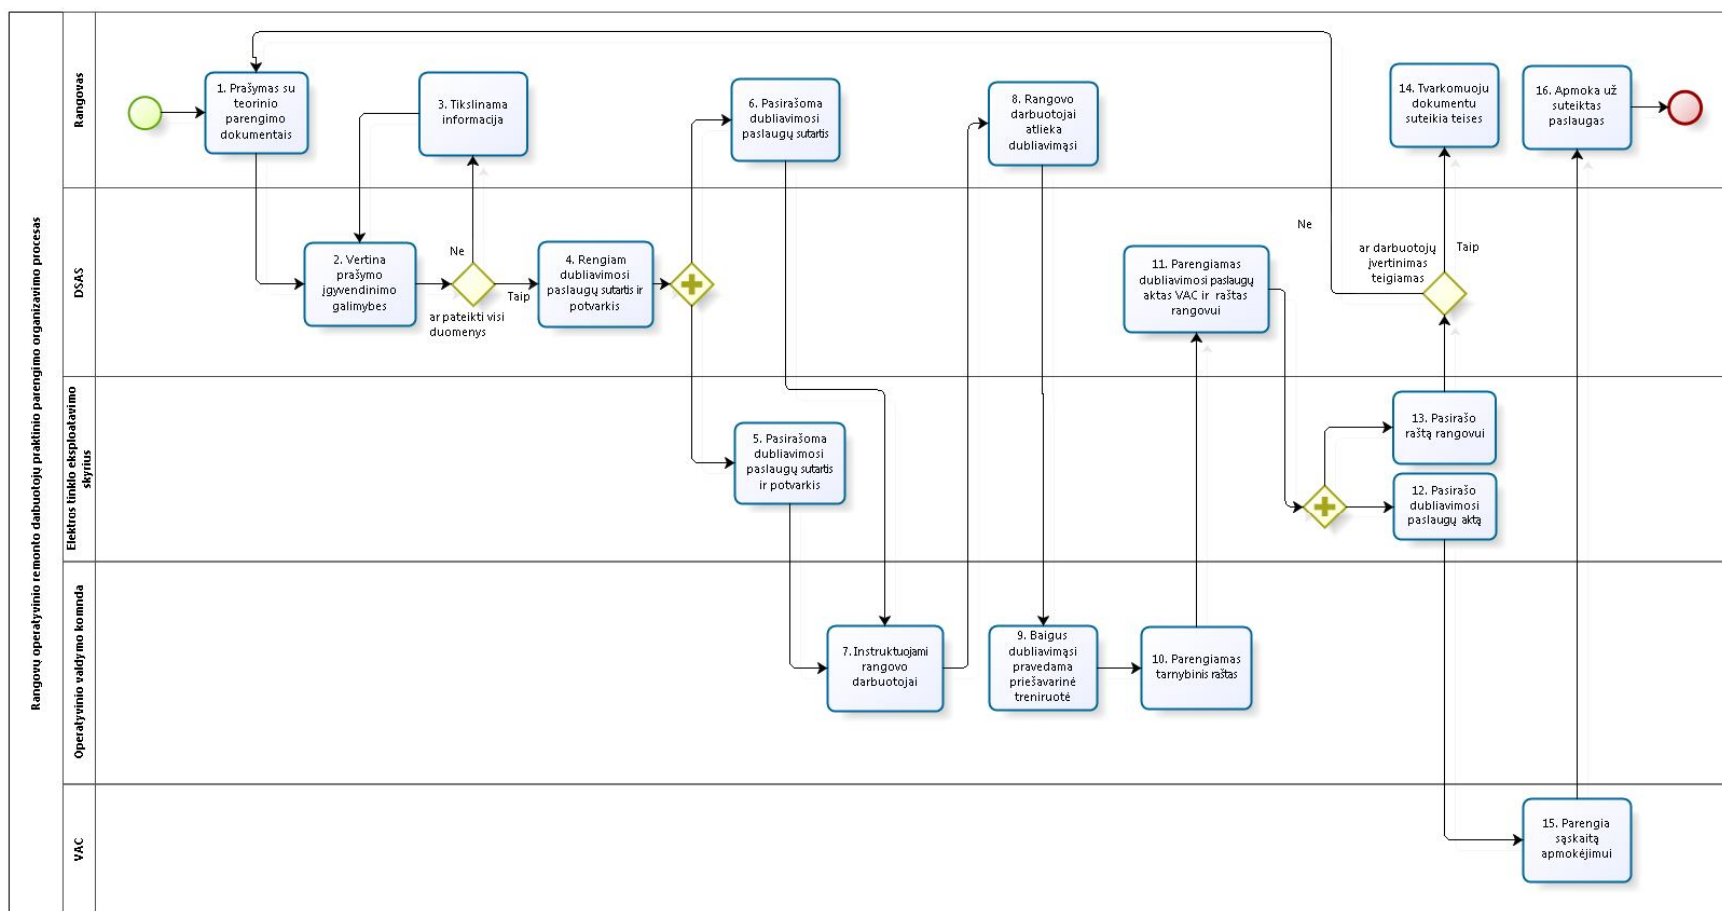 Rangovų operatyvinio remonto darbuotojų praktinio parengimo organizavimo procesas
Rangovas
1. Prašymas su
teorinio
parengimo
dokumentais
3. Tikslinama
informacija
6. Pasirašoma
dubliavimosi
paslaugų sutartis
8. Rangovo
darbuotojai
atlieka
dubliavimąsi
14. Tvarkomuoju
dokumentu
suteikia teises
16. Apmoka už
suteiktas
paslaugas
DSAS
2. Vertina
prašymo
įgyvendinimo
galimybes
Ne
Taip
ar pateikti visi
duomenys
4. Rengiam
dubliavimosi
paslaugų sutartis ir
potvarkis
11. Parengiamas
dubliavimosi paslaugų
aktas VAC ir raštas
rangovui
Ne
ar darbuotojų
įvertinimas
teigiamas
Taip
Elektros tinklo eksploatavimo
skyrius
5. Pasirašoma
dubliavimosi
paslaugų sutartis
ir potvarkis
13. Pasirašo
raštą rangovui
12. Pasirašo
dubliavimosi
paslaugų aktą
Operatyvinio valdymo komnda
7. Instruktuojami
rangovo
darbuotojai
9. Baigus
dubliavimąsi
pravedama
priešavarinė
treniruotė
10. Parengiamas
tarnybinis raštas
VAC
15. Parengia
sąskaitą
apmokėjimui